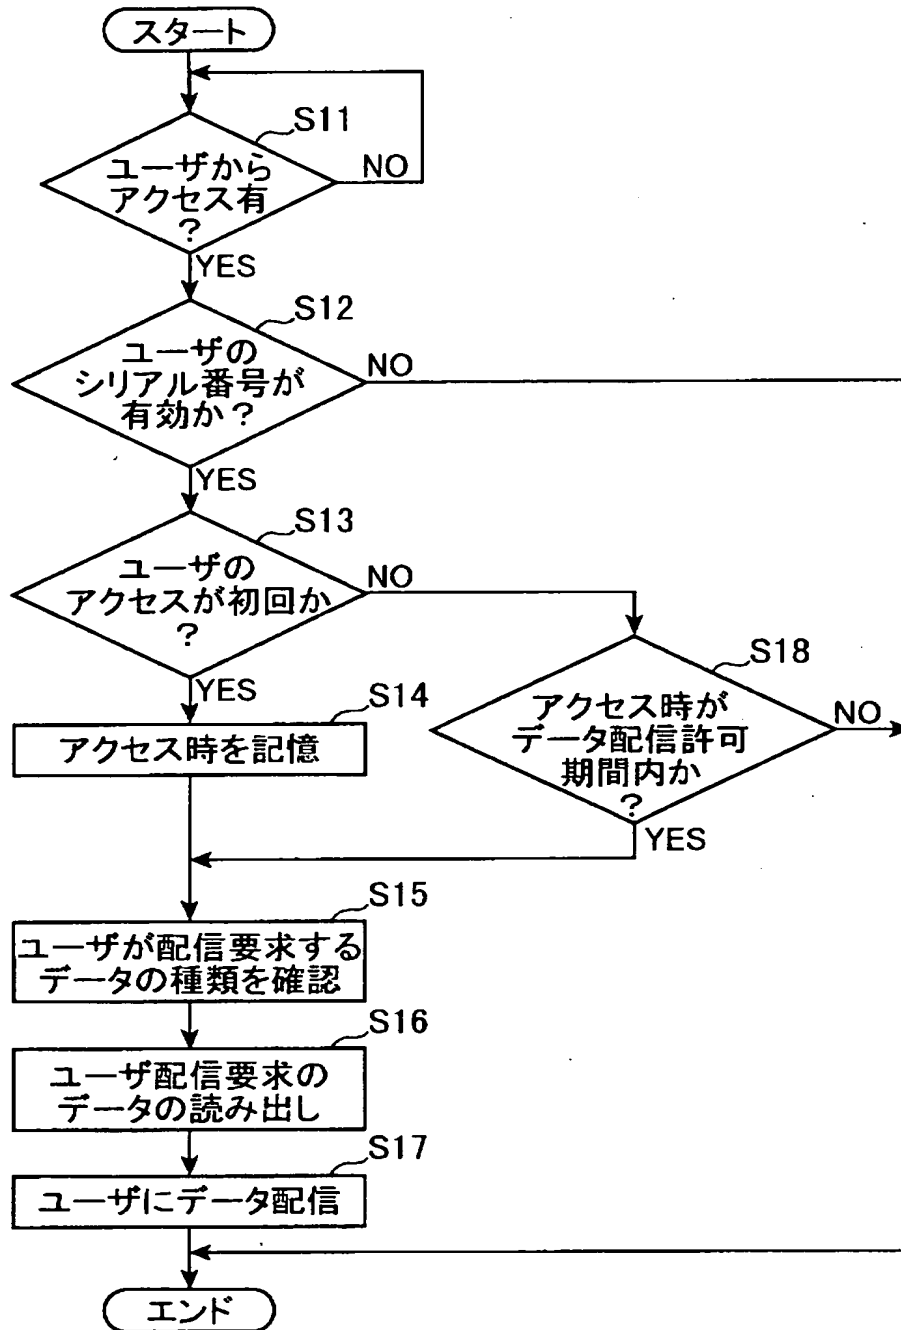 スタート
S11
ユーザから
アクセス有
?
NO
YES
S12
ユーザの
シリアル番号が
有効か?
NO
YES
S13
ユーザの
アクセスが初回か
?
NO
YES
S18
アクセス時が
データ配信許可
期間内か
?
NO
YES
S14
アクセス時を記憶
S15
ユーザが配信要求する
データの種類を確認
S16
ユーザ配信要求の
データの読み出し
S17
ユーザにデータ配信
エンド